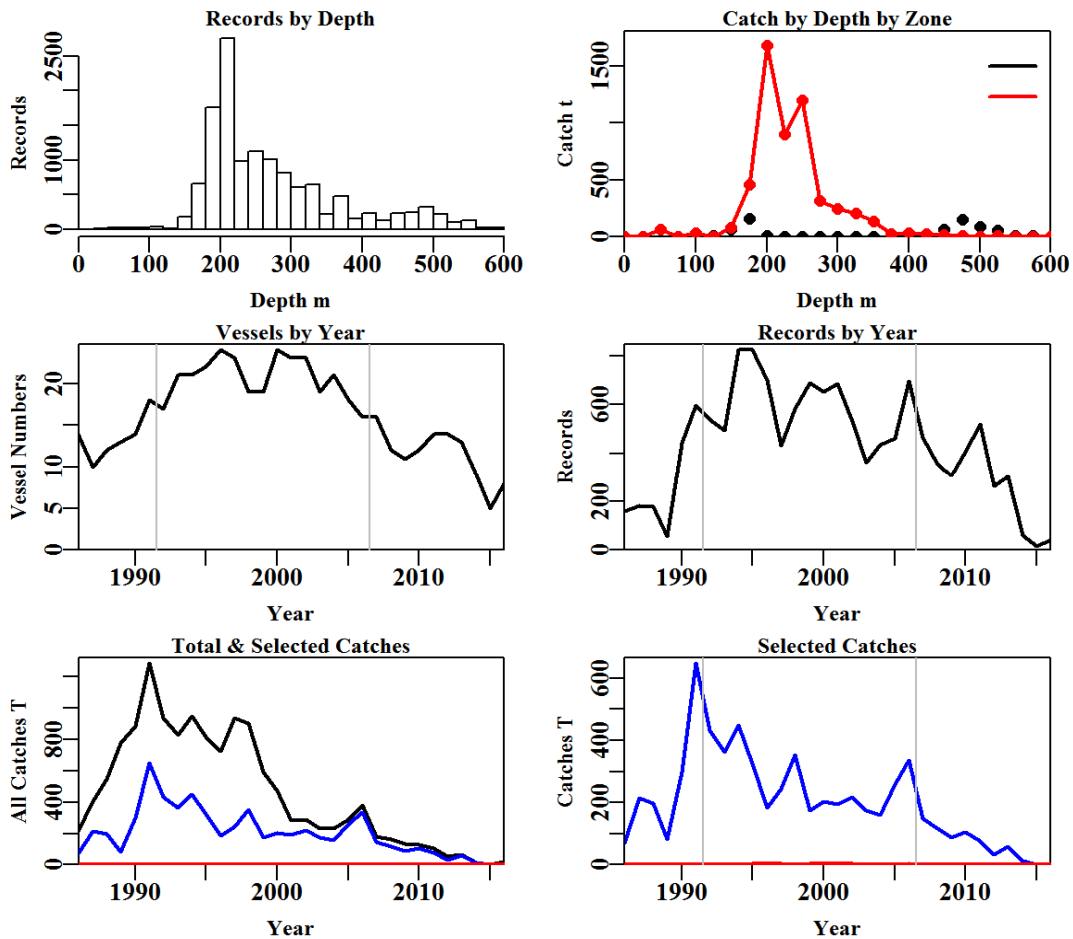 Records by Depth
Records
0
1000
2500
0 100 200 300 400 500 600
Depth m
Catch by Depth by Zone
Catch t
0
500
1500
0 100 200 300 400 500 600
Depth m
Vessels by Year
Vessel Numbers
0
5
10
20
1990 2000 2010
Year
Records by Year
Records
0
200
600
1990 2000 2010
Year
Total & Selected Catches
All Catches T
0
400
800
1990 2000 2010
Year
Selected Catches
Catches T
0
200
400
600
1990 2000 2010
Year